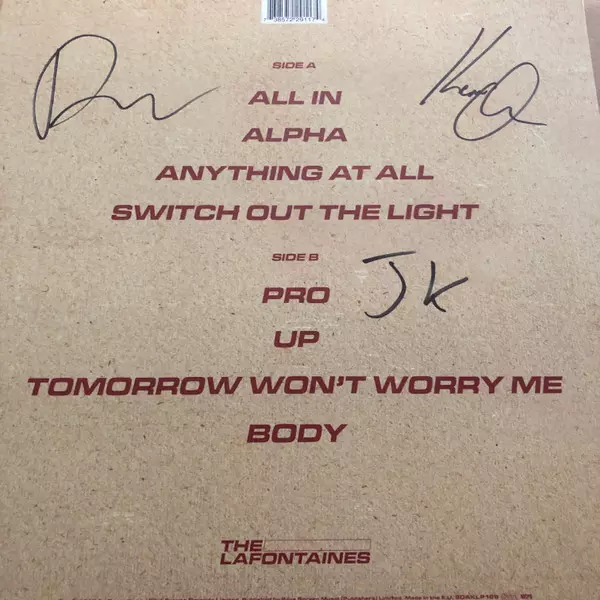 SIDE A
ALL IN
ALPHA
ANYTHING AT ALL
SWITCH OUT THE LIGHT
SIDE B
PRO
J K
UP
TOMORROW WON'T WORRY ME
BODY
THE
LAFONTAINES